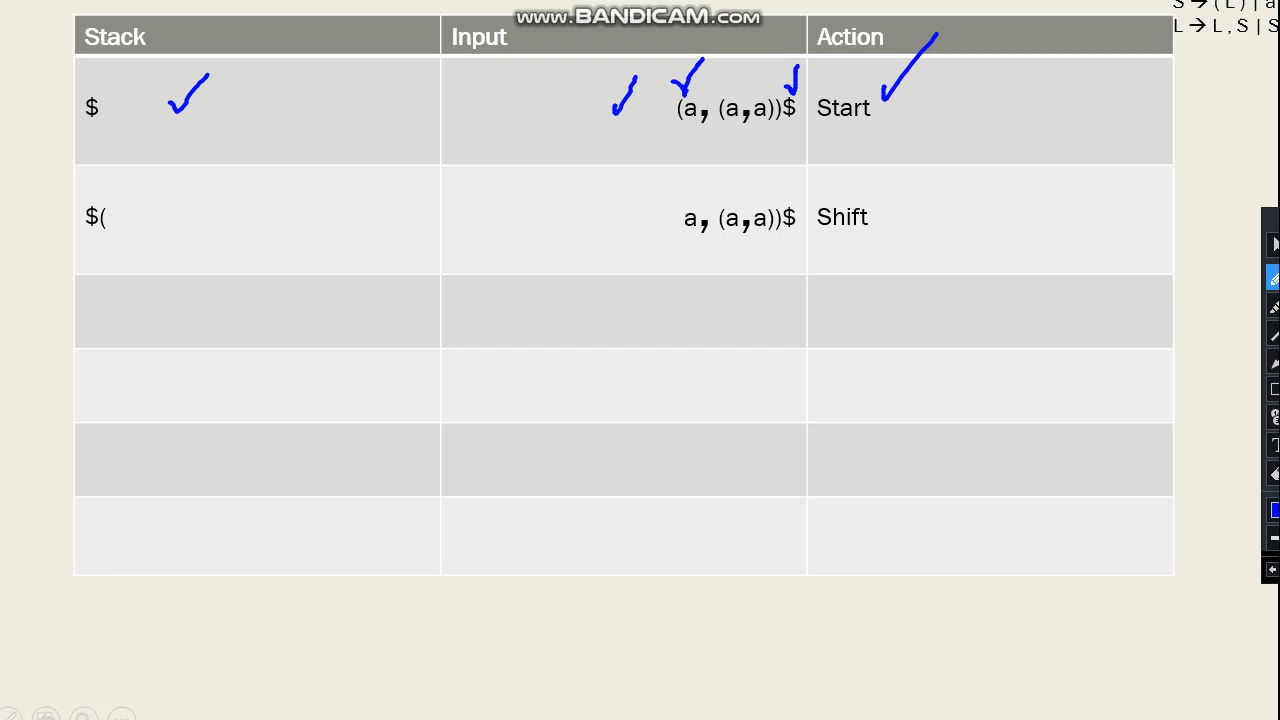 www.BANDICAM.com
S → ( L ) | a
L → L , S | S
Stack Input Action
$ (a, (a,a))$ Start
$( a, (a,a))$ Shift